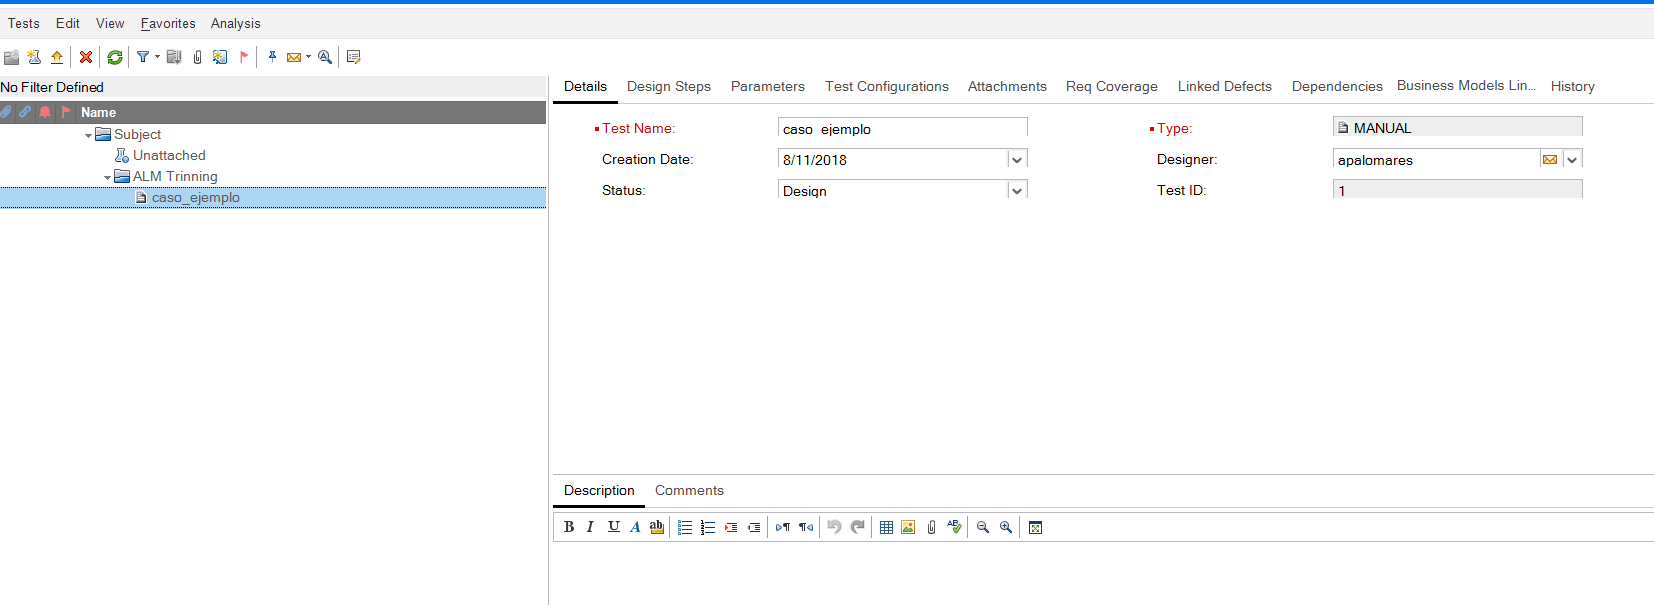 Tests Edit View Favorites Analysis
No Filter Defined
Name
Subject
Unattached
ALM Trinning
caso_ejemplo
Details Design Steps Parameters Test Configurations Attachments Req Coverage Linked Defects Dependencies Business Models Lin... History
Test Name: caso_ejemplo Type: MANUAL
Creation Date: 8/11/2018 Designer: apalomares
Status: Design Test ID: 1
Description Comments
B I U A ab